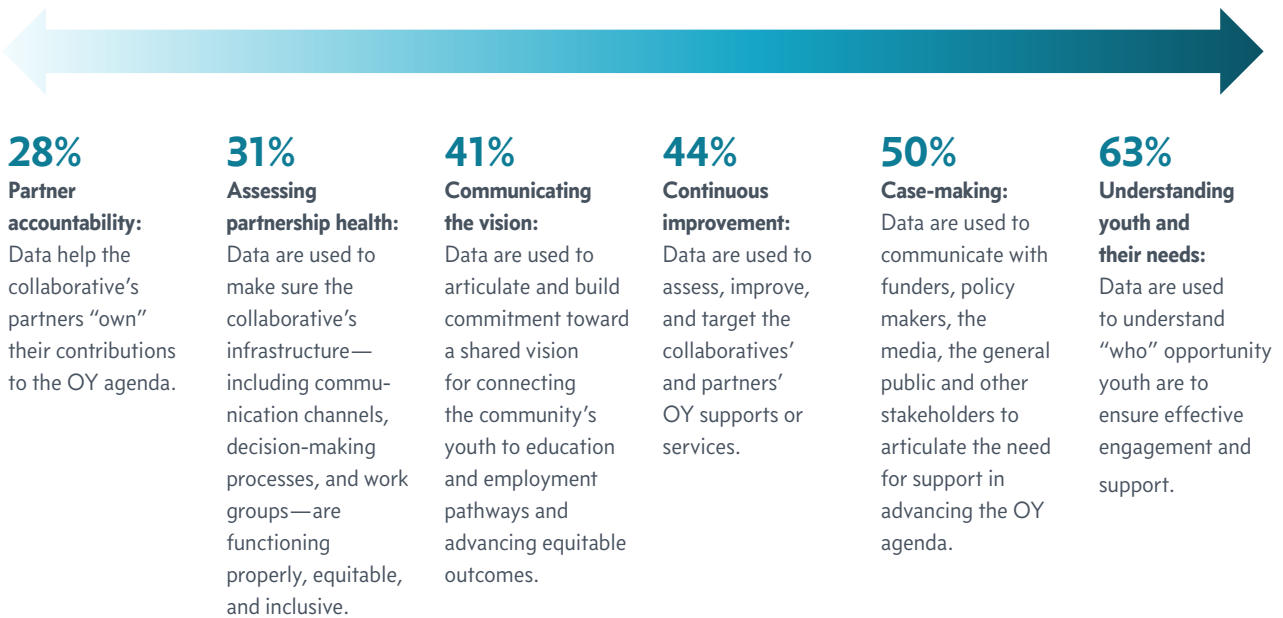 28%
Partner
accountability:
Data help the
collaborative’s
partners “own”
their contributions
to the OY agenda.
31%
Assessing
partnership health:
Data are used to
make sure the
collaborative’s
infrastructure—
including commu-
nication channels,
decision-making
processes, and work
groups—are
functioning
properly, equitable,
and inclusive.
41%
Communicating
the vision:
Data are used to
articulate and build
commitment toward
a shared vision
for connecting
the community’s
youth to education
and employment
pathways and
advancing equitable
outcomes.
44%
Continuous
improvement:
Data are used to
assess, improve,
and target the
collaboratives’
and partners’
OY supports or
services.
50%
Case-making:
Data are used to
communicate with
funders, policy
makers, the
media, the general
public and other
stakeholders to
articulate the need
for support in
advancing the OY
agenda.
63%
Understanding
youth and
their needs:
Data are used
to understand
“who” opportunity
youth are to
ensure effective
engagement and
support.